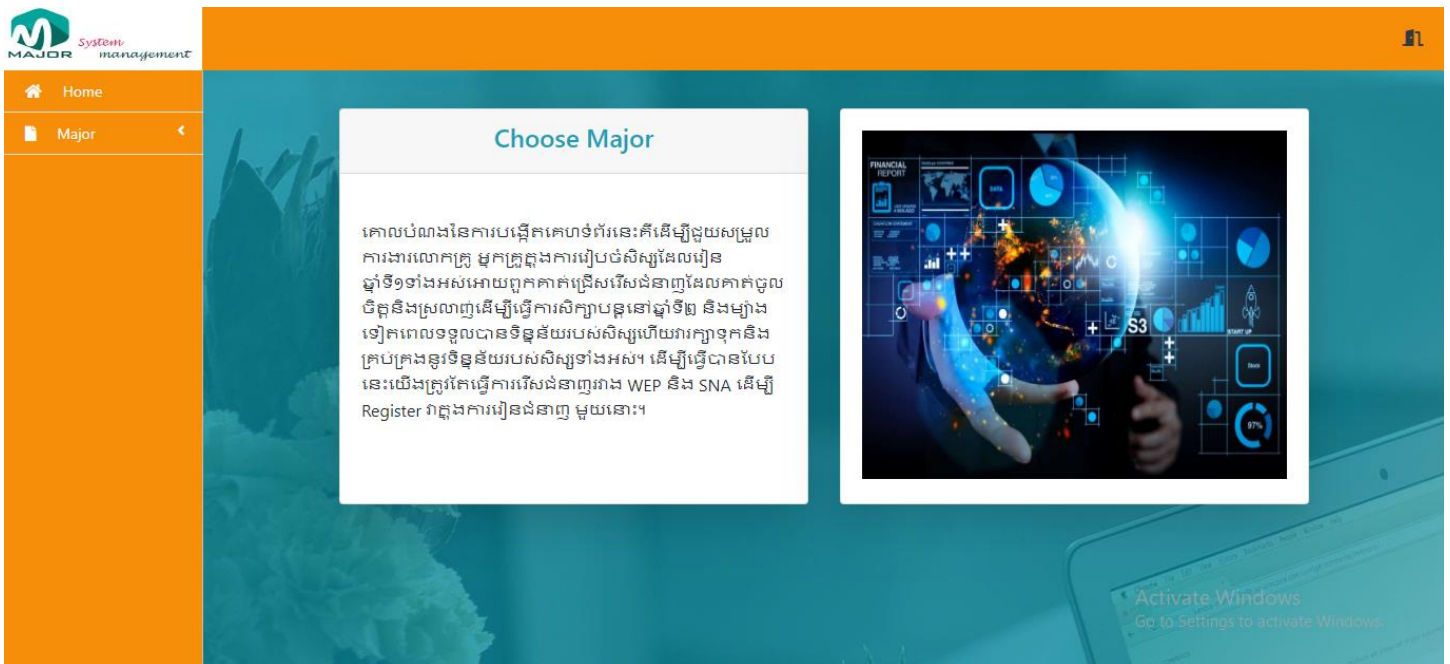 MAJOR
System
management
Home
Major
Choose Major
គោលបំណងនៃការបង្កើតគេហទំព័រនេះគឺដើម្បីជួយសម្រួល
ការងារលោកគ្រូ អ្នកគ្រូក្នុងការរៀបចំសិស្សដែលរៀន
ឆ្នាំទី១ទាំងអស់អោយពួកគាត់ជ្រើសរើសជំនាញដែលគាត់ចូល
ចិត្តនិងស្រលាញ់ដើម្បីធ្វើការសិក្សាបន្តនៅឆ្នាំទី២ និងម្យ៉ាង
ទៀតពេលទទួលបានទិន្នន័យរបស់សិស្សហើយវារក្សាទុកនិង
គ្រប់គ្រងនូវទិន្នន័យរបស់សិស្សទាំងអស់។ ដើម្បីធ្វើបានបែប
នេះយើងត្រូវតែធ្វើការរើសជំនាញរវាង WEP និង SNA ដើម្បី
Register វាក្នុងការរៀនជំនាញ មួយនោះ។
FINANCIAL
REPORT
DATA
S3
START UP
Stock
97%
Activate Windows
Go to Settings to activate Windows.